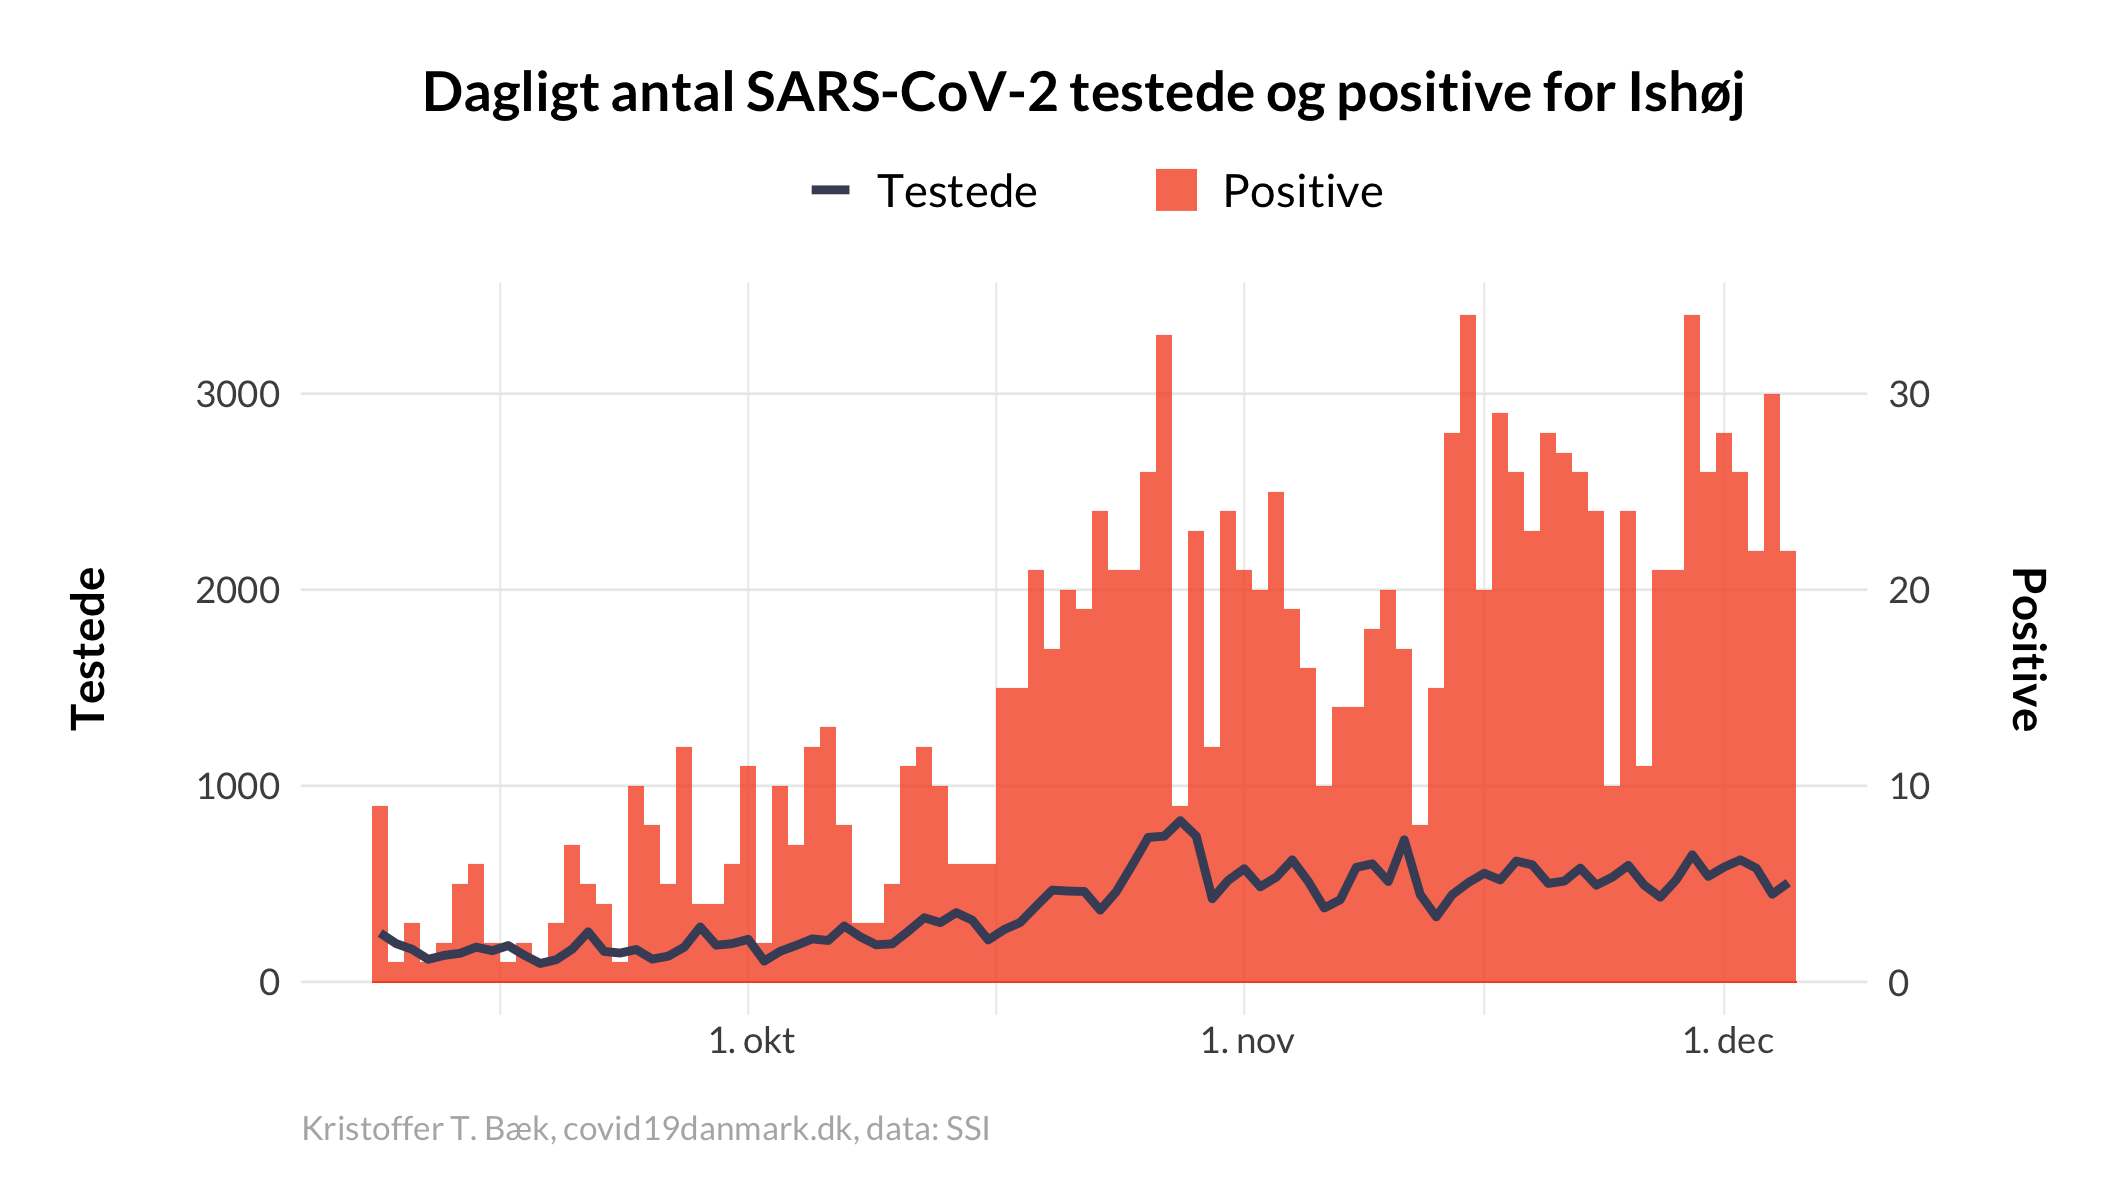 Dagligt antal SARS-CoV-2 testede og positive for Ishøj
Testede
Positive
3000
2000
1000
0
Testede
30
20
10
0
Positive
1. okt
1. nov
1. dec
Kristoffer T. Bæk, covid19danmark.dk, data: SSI